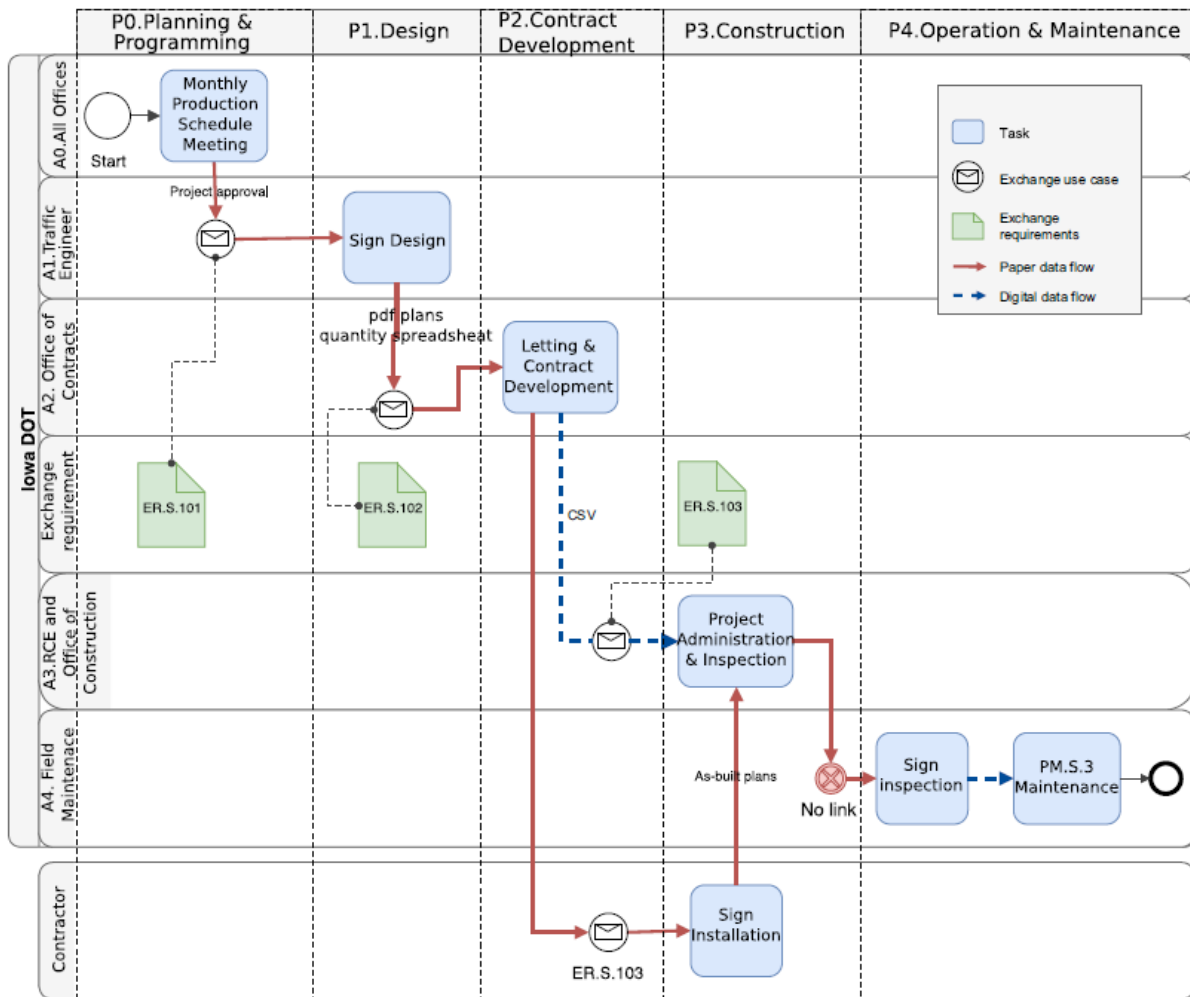 P0.Planning &
Programming
P1.Design
P2.Contract
Development
P3.Construction
P4.Operation & Maintenance
Iowa DOT
A0.All Offices
Start
Monthly
Production
Schedule
Meeting
Project approval
Task
Exchange use case
Exchange
requirements
Paper data flow
Digital data flow
A1.Traffic
Engineer
Sign Design
pdf plans
quantity spreadsheat
A2. Office of
Contracts
Letting &
Contract
Development
Exchange
requirement
ER.S.101
ER.S.102
CSV
ER.S.103
A3.RCE and
Office of
Construction
Project
Administration
& Inspection
A4. Field
Maintenace
As-built plans
No link
Sign
inspection
PM.S.3
Maintenance
Contractor
ER.S.103
Sign
Installation